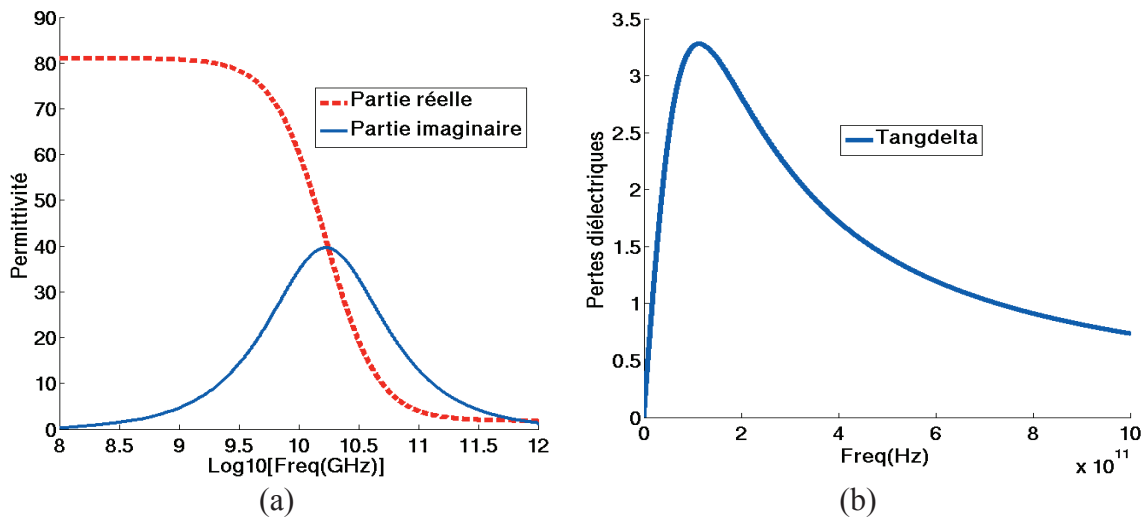 90
80
70
60
50
40
30
20
10
0
Permittivité
Partie réelle
Partie imaginaire
8 8.5 9 9.5 10 10.5 11 11.5 12
Log10[Freq(GHz)]
(a)
3.5
3
2.5
2
1.5
1
0.5
0
Pertes diélectriques
Tangdelta
0 2 4 6 8 10
Freq(Hz)
x 10^11
(b)